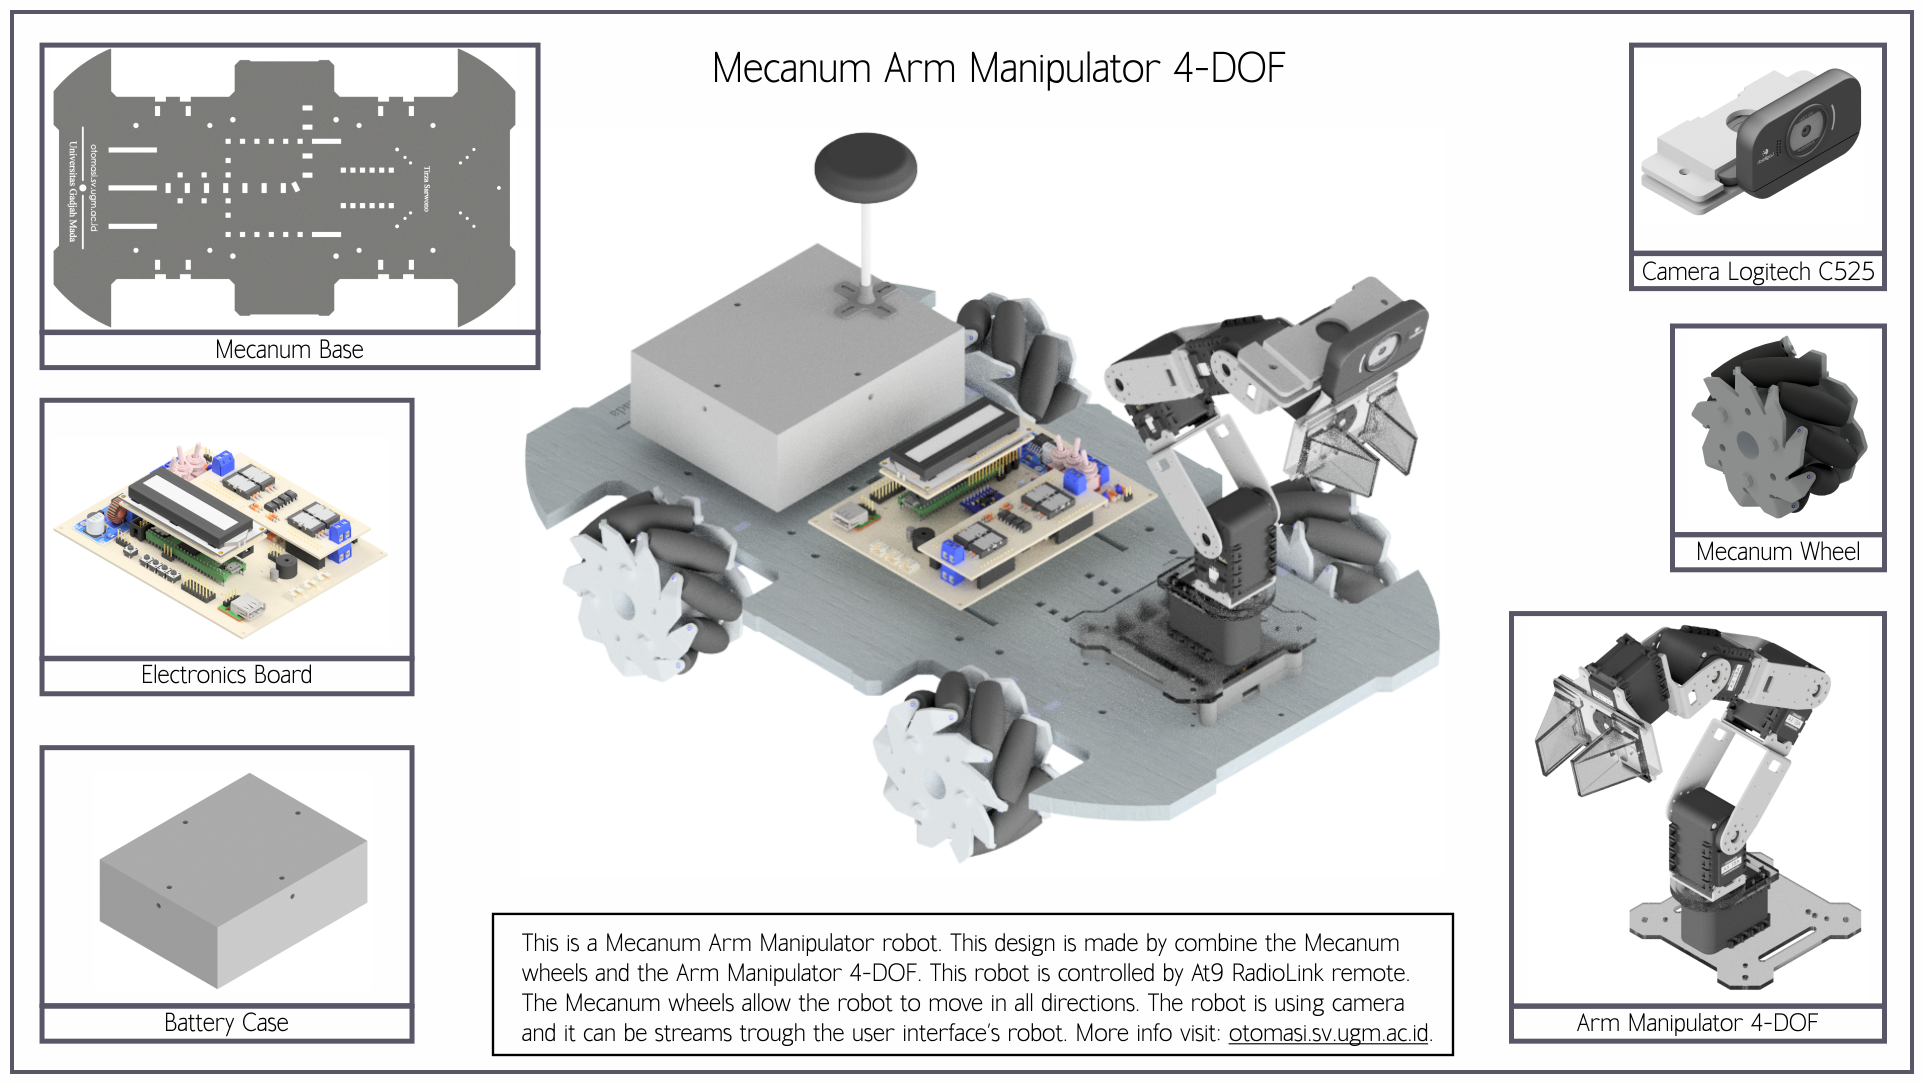 Mecanum Arm Manipulator 4-DOF
otomasi.sv.ugm.ac.id
Universitas Gadjah Mada
Tirza Sarwono
Mecanum Base
Electronics Board
Battery Case
Camera Logitech C525
Mecanum Wheel
Arm Manipulator 4-DOF
This is a Mecanum Arm Manipulator robot. This design is made by combine the Mecanum
wheels and the Arm Manipulator 4-DOF. This robot is controlled by At9 RadioLink remote.
The Mecanum wheels allow the robot to move in all directions. The robot is using camera
and it can be streams trough the user interface's robot. More info visit: otomasi.sv.ugm.ac.id.